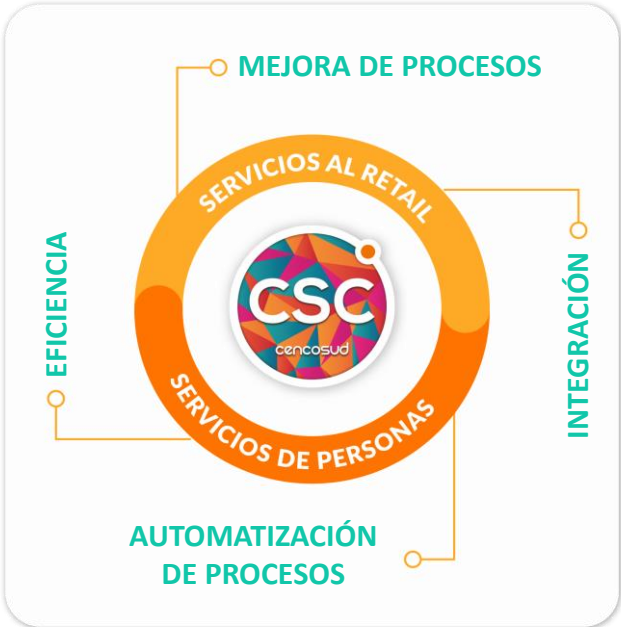 MEJORA DE PROCESOS
SERVICIOS AL RETAIL
EFICIENCIA
CSC
cencosud
INTEGRACIÓN
SERVICIOS DE PERSONAS
AUTOMATIZACIÓN
DE PROCESOS